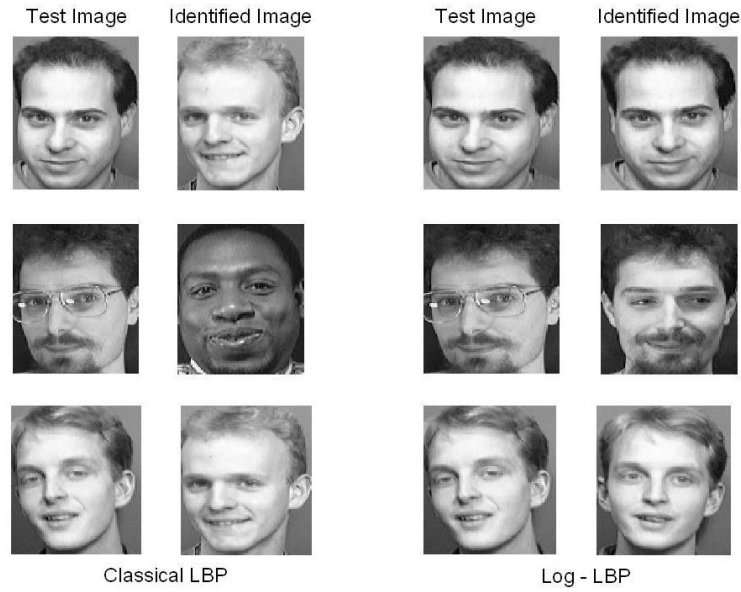 Test Image Identified Image Test Image Identified Image
Classical LBP Log - LBP